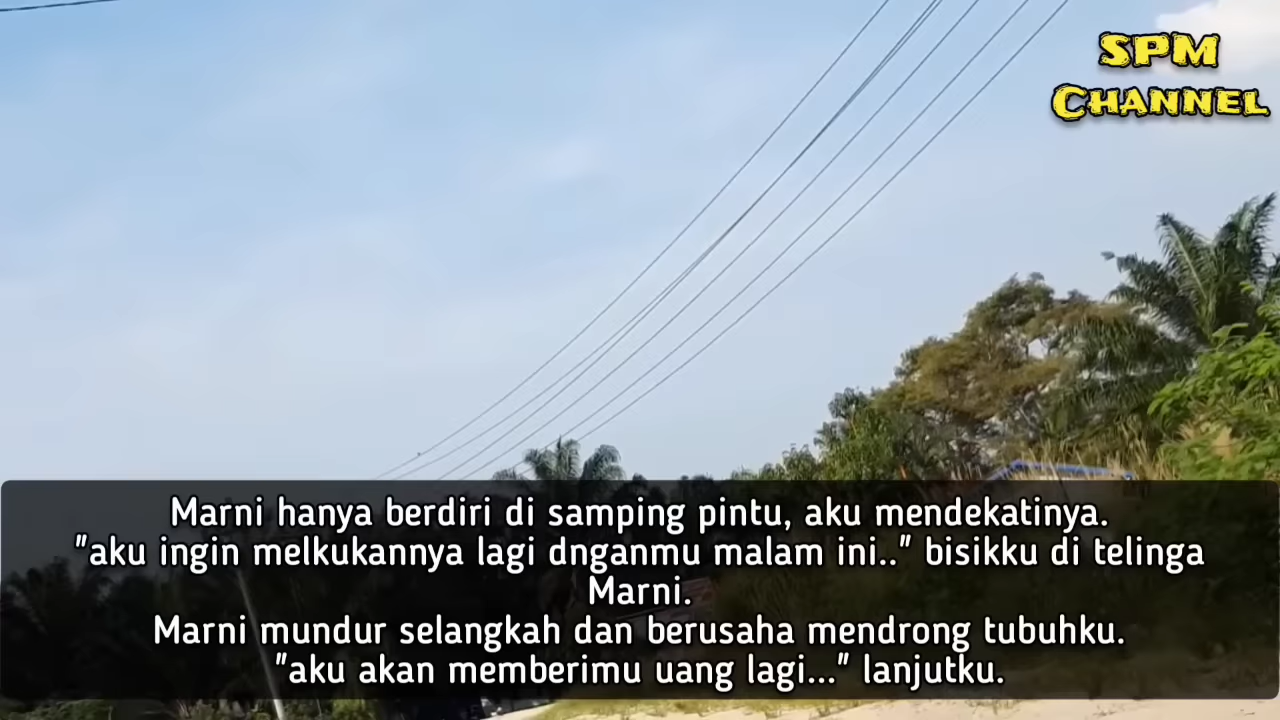 SPM
CHANNEL
Marni hanya berdiri di samping pintu, aku mendekatinya.
"aku ingin melkukannya lagi dnganmu malam ini.." bisikku di telinga
Marni.
Marni mundur selangkah dan berusaha mendrong tubuhku.
"aku akan memberimu uang lagi..." lanjutku.